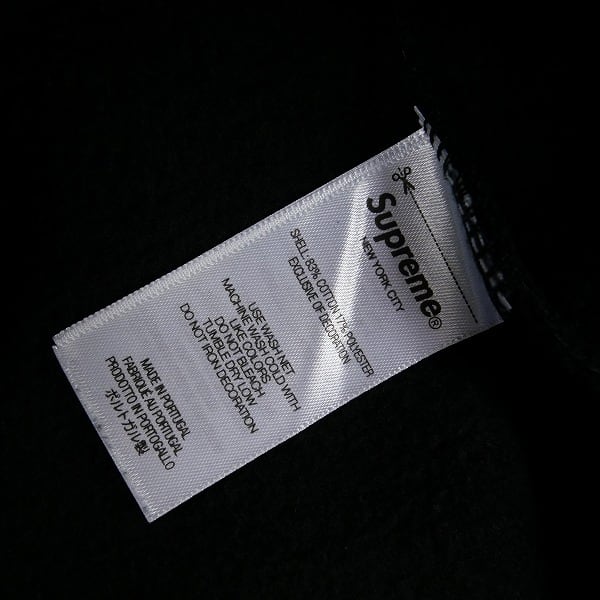 Supreme®
NEW YORK CITY
SHELL: 83% COTTON 17% POLYESTER
EXCLUSIVE OF DECORATION
USE WASH NET
MACHINE WASH COLD WITH
LIKE COLORS
DO NOT BLEACH
TUMBLE DRY LOW
DO NOT IRON DECORATION
MADE IN PORTUGAL
FABRIQUÉ AU PORTUGAL
PRODOTTO IN PORTOGALLO
ポルトガル製